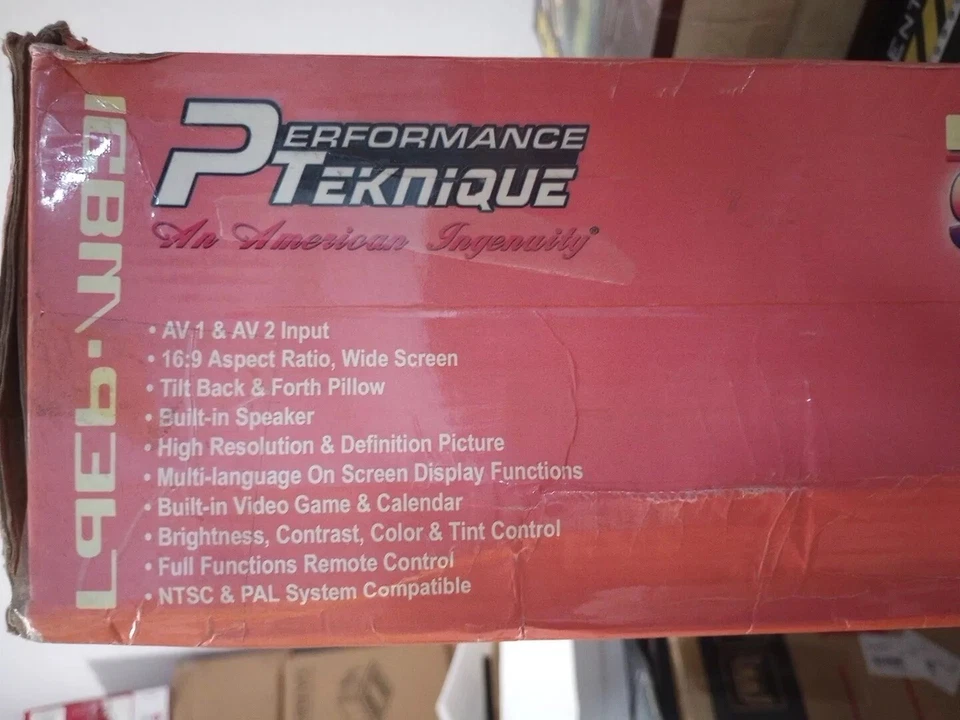 PERFORMANCE
TEKNIQUE
An American Ingenuity®
• AV 1 & AV 2 Input
• 16:9 Aspect Ratio, Wide Screen
• Tilt Back & Forth Pillow
• Built-in Speaker
• High Resolution & Definition Picture
• Multi-language On Screen Display Functions
• Built-in Video Game & Calendar
• Brightness, Contrast, Color & Tint Control
• Full Functions Remote Control
• NTSC & PAL System Compatible